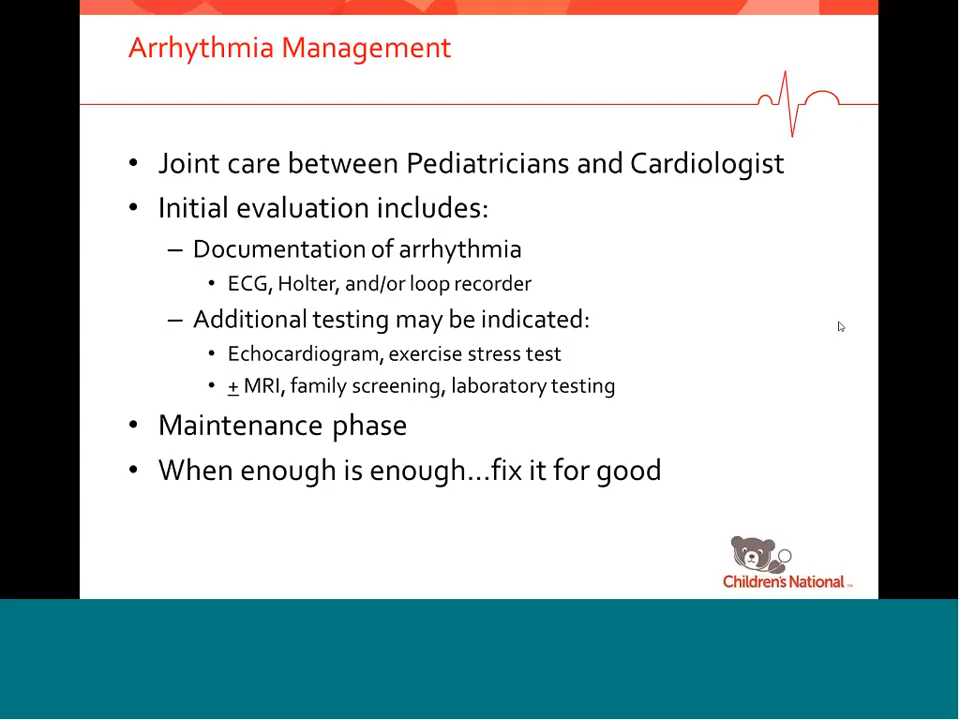 Arrhythmia Management
• Joint care between Pediatricians and Cardiologist
• Initial evaluation includes:
– Documentation of arrhythmia
• ECG, Holter, and/or loop recorder
– Additional testing may be indicated:
• Echocardiogram, exercise stress test
• ± MRI, family screening, laboratory testing
• Maintenance phase
• When enough is enough...fix it for good
Children's National ™